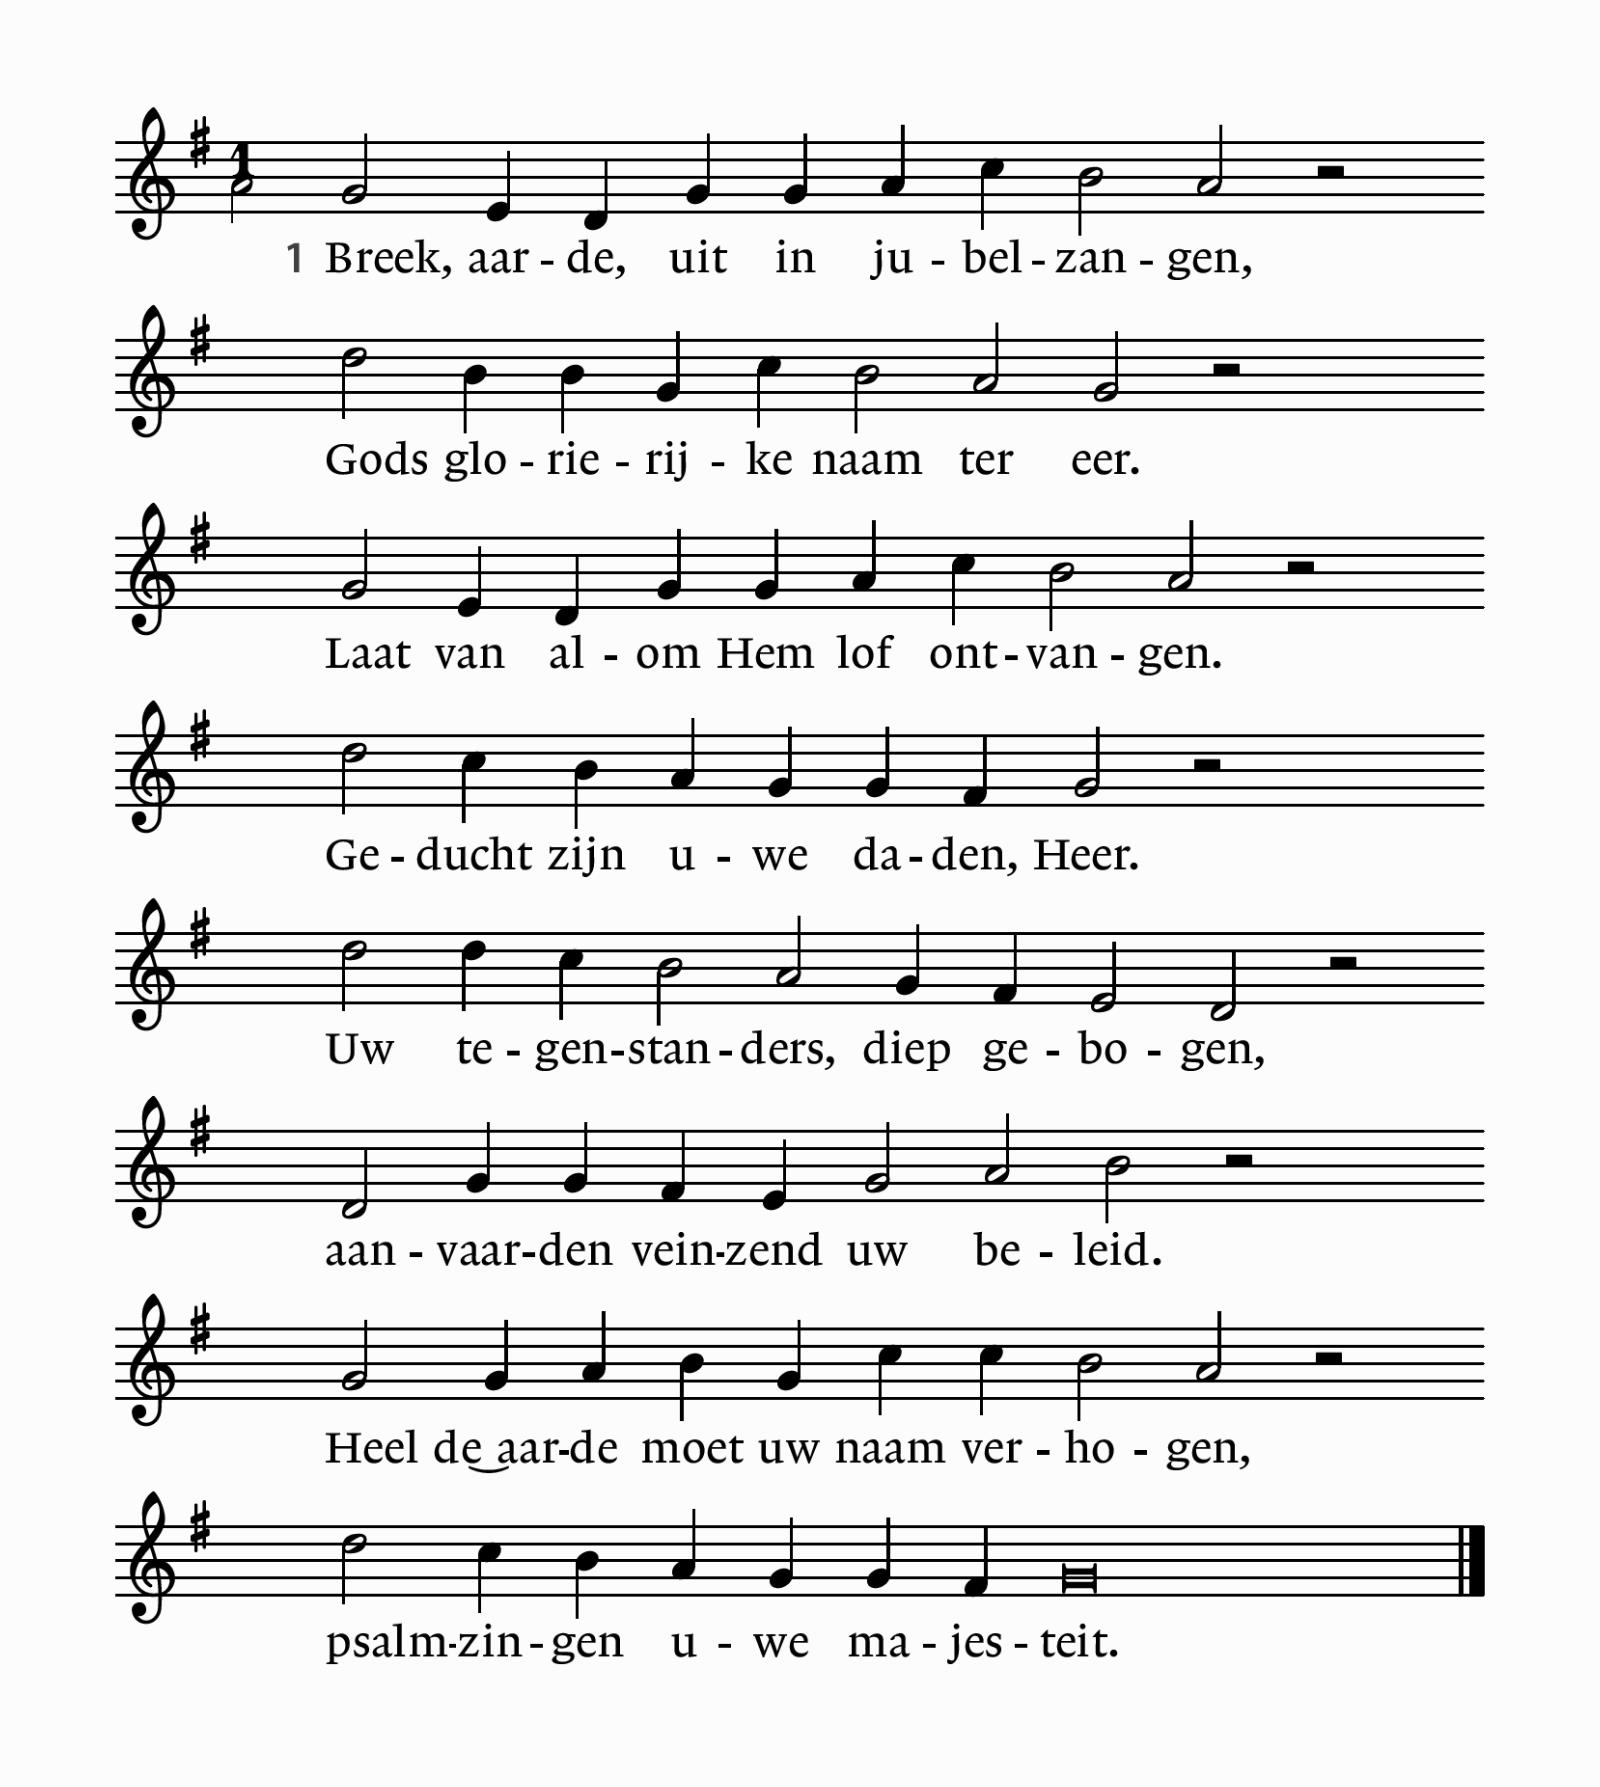 1 Breek, aar - de, uit in ju - bel - zan - gen,
Gods glo - rie - rij - ke naam ter eer.
Laat van al - om Hem lof ont - van - gen.
Ge - ducht zijn u - we da - den, Heer.
Uw te - gen - stan - ders, diep ge - bo - gen,
aan - vaar - den vein - zend uw be - leid.
Heel de‿aar - de moet uw naam ver - ho - gen,
psalm - zin - gen u - we ma - jes - teit.